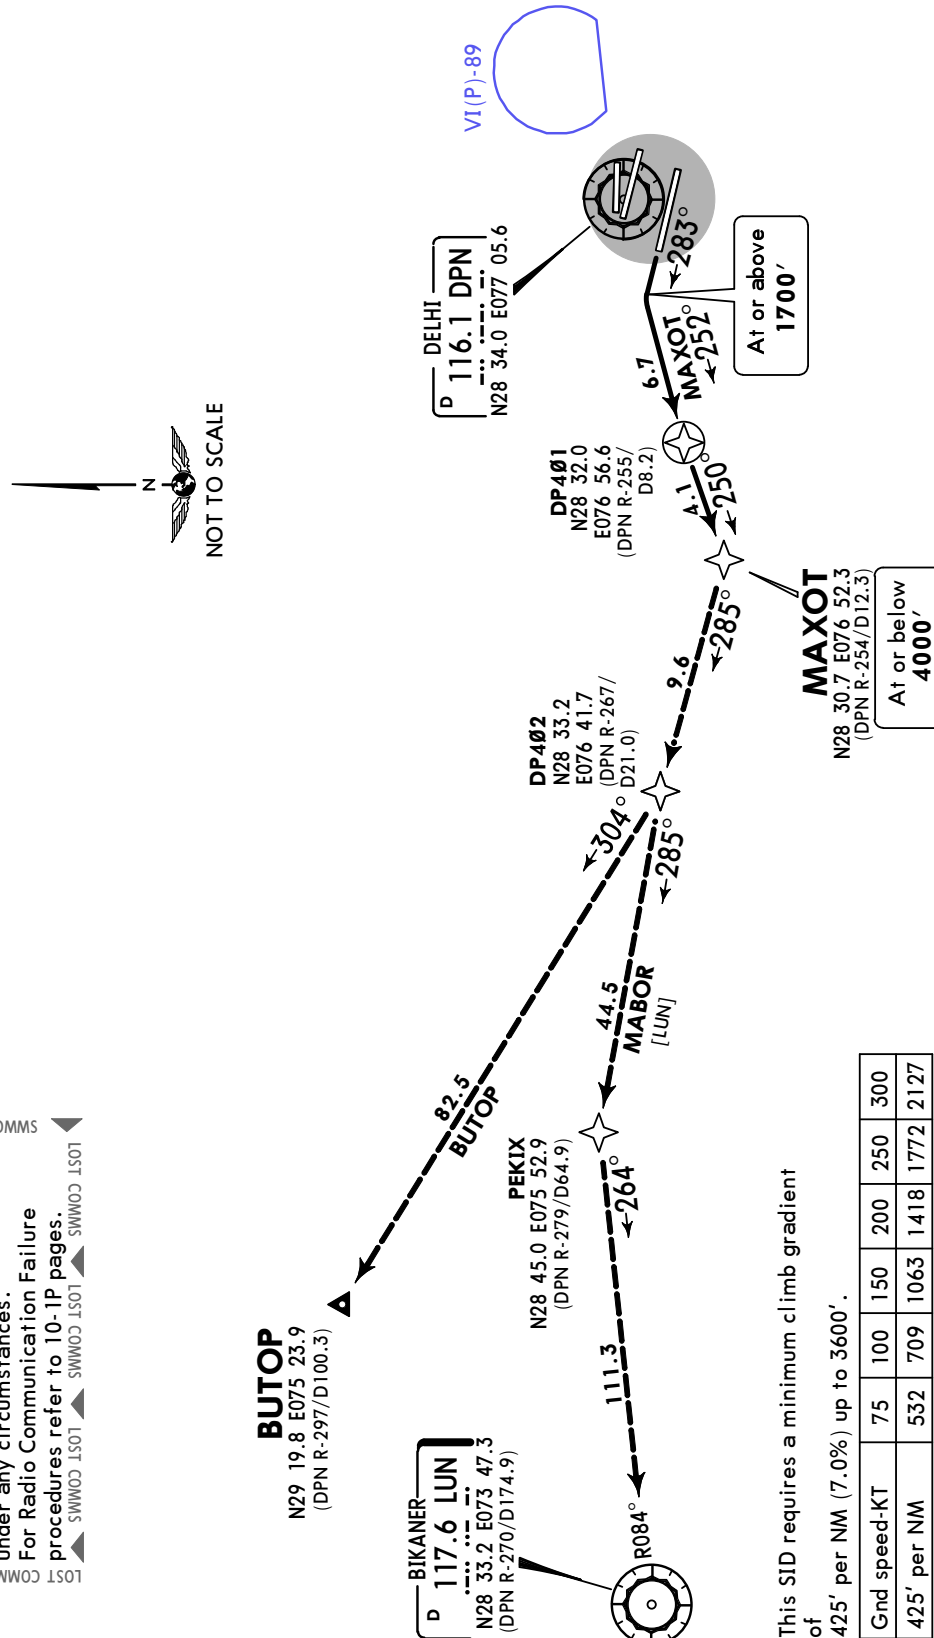 under any circumstances.
For Radio Communication Failure
procedures refer to 10-1P pages.
LOST COMMS LOST COMMS LOST COMMS LOST COMMS
N
NOT TO SCALE
VI(P)-89
DELHI
D 116.1 DPN
N28 34.0 E077 05.6
283°
At or above
1700'
6.7
MAXOT
252°
DP4Ø1
N28 32.0
E076 56.6
(DPN R-255/
D8.2)
4.1
250°
MAXOT
N28 30.7 E076 52.3
(DPN R-254/D12.3)
At or below
4000'
285°
9.6
DP4Ø2
N28 33.2
E076 41.7
(DPN R-267/
D21.0)
304°
82.5
BUTOP
BUTOP
N29 19.8 E075 23.9
(DPN R-297/D100.3)
285°
44.5
MABOR
[LUN]
PEKIX
N28 45.0 E075 52.9
(DPN R-279/D64.9)
264°
111.3
R084°
BIKANER
D 117.6 LUN
N28 33.2 E073 47.3
(DPN R-270/D174.9)
This SID requires a minimum climb gradient
of
425' per NM (7.0%) up to 3600'.
Gnd speed-KT 75 100 150 200 250 300
425' per NM 532 709 1063 1418 1772 2127